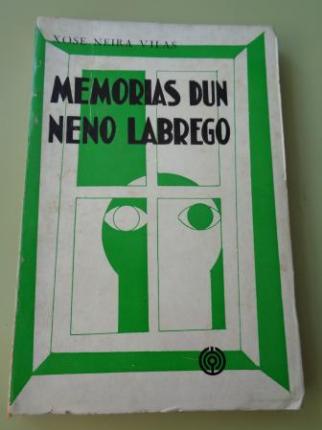 XOSE NEIRA VILAS
MEMORIAS DUN
NENO LABREGO